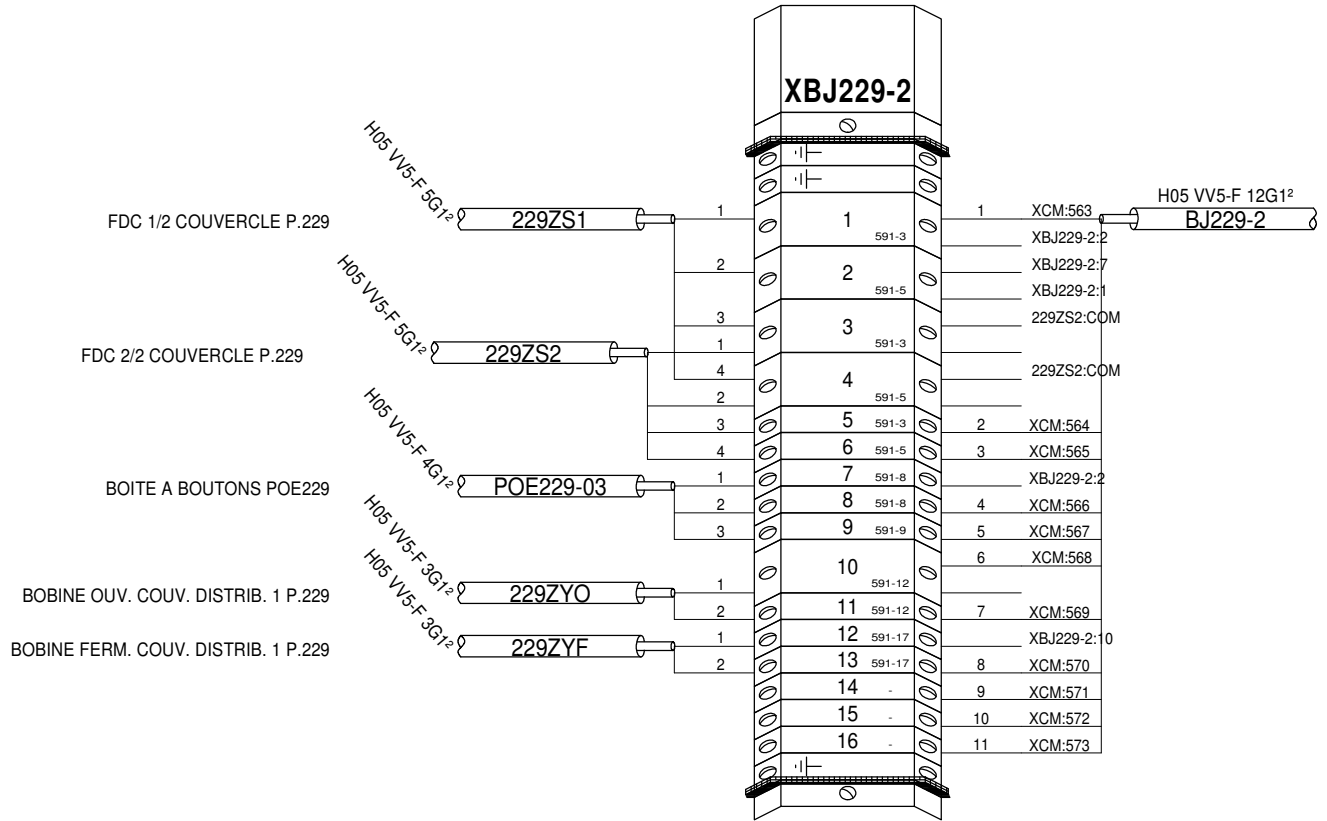 XBJ229-2
H05 VV5-F 5G1²
FDC 1/2 COUVERCLE P.229
229ZS1
1
1
591-3
1
XCM:563
H05 VV5-F 12G1²
BJ229-2
XBJ229-2:2
2
2
591-5
XBJ229-2:7
XBJ229-2:1
3
3
591-3
229ZS2:COM
H05 VV5-F 5G1²
FDC 2/2 COUVERCLE P.229
229ZS2
1
4
4
591-5
229ZS2:COM
2
3
5
591-3
2
XCM:564
4
6
591-5
3
XCM:565
H05 VV5-F 4G1²
BOITE A BOUTONS POE229
POE229-03
1
7
591-8
XBJ229-2:2
2
8
591-8
4
XCM:566
3
9
591-9
5
XCM:567
6
XCM:568
10
591-12
H05 VV5-F 3G1²
BOBINE OUV. COUV. DISTRIB. 1 P.229
229ZYO
1
2
11
591-12
7
XCM:569
H05 VV5-F 3G1²
BOBINE FERM. COUV. DISTRIB. 1 P.229
229ZYF
1
12
591-17
XBJ229-2:10
2
13
591-17
8
XCM:570
14
-
9
XCM:571
15
-
10
XCM:572
16
-
11
XCM:573